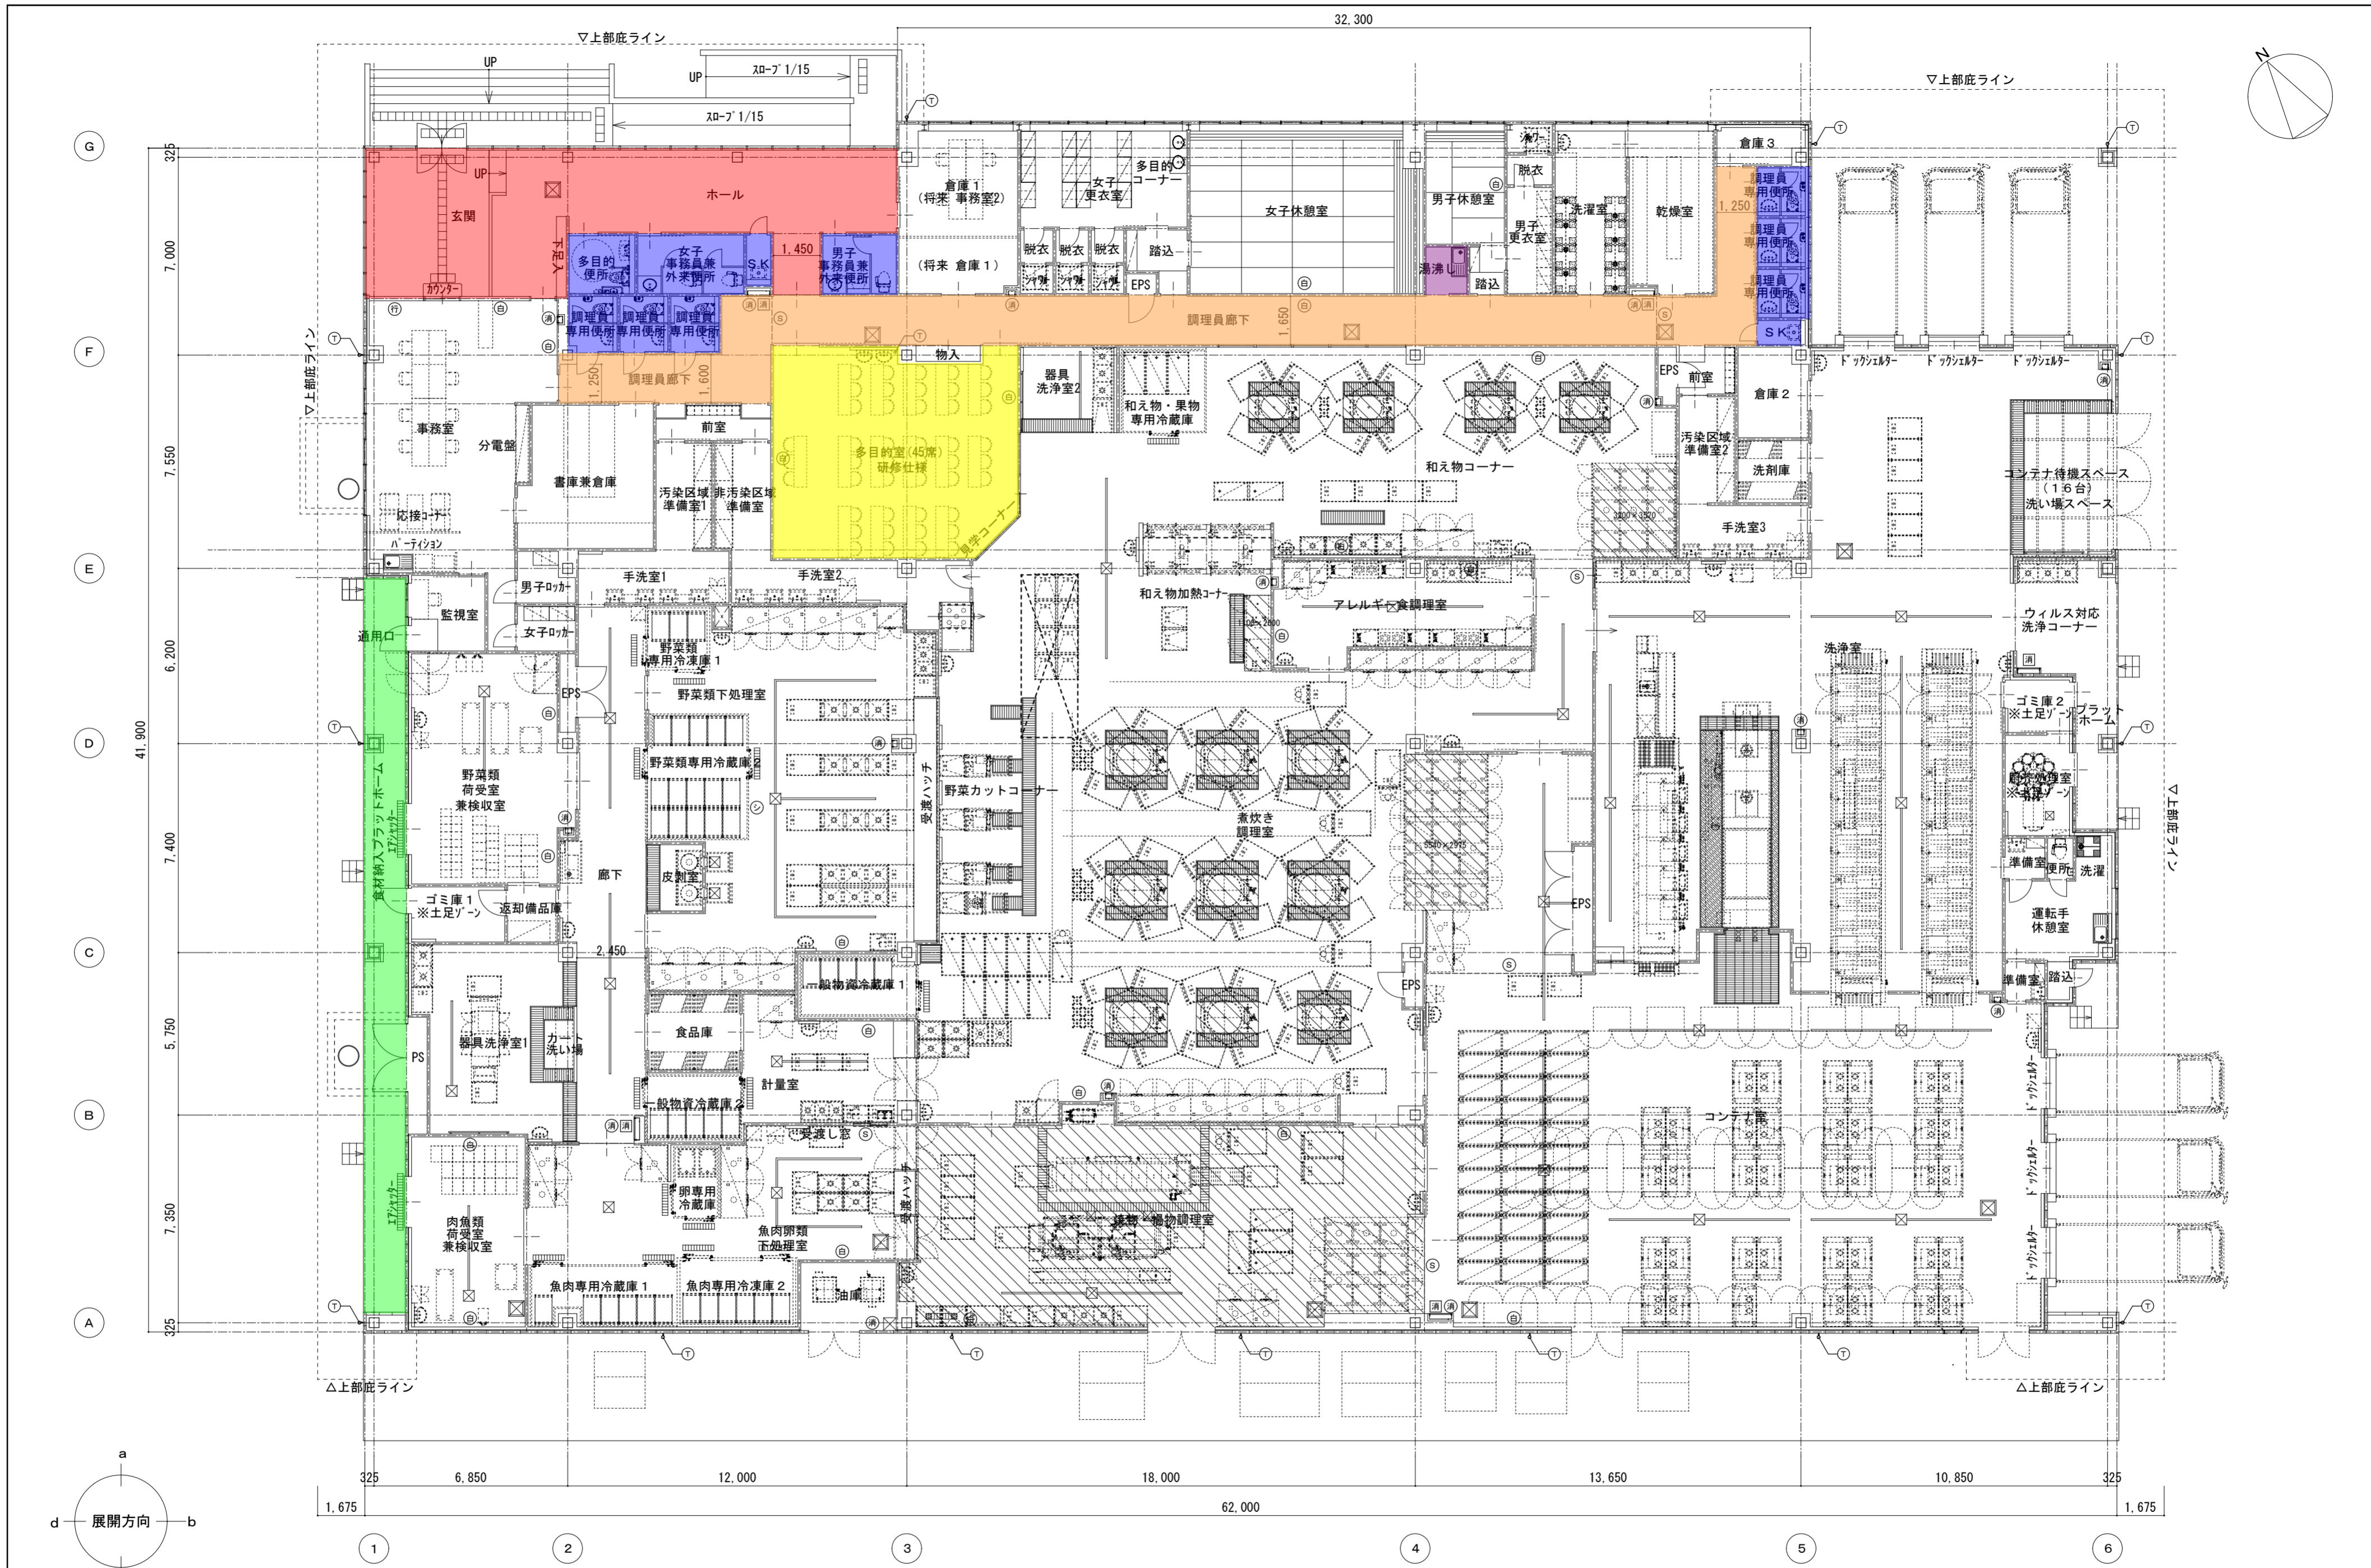 32,300
▽上部庇ライン
UP
UP
スロープ1/15
スロープ1/15
▽上部庇ライン
N
G
325
7,000
F
7,550
E
6,200
D
41,900
7,400
C
5,750
B
7,350
A
325
玄関
UP
ホール
下足入
カウンター
多目的
便所
女子
事務員兼
外来便所
SK
1,450
男子
事務員兼
外来便所
倉庫1
(将来 事務室2)
(将来 倉庫1)
女子
更衣室
多目的
コーナー
脱衣
脱衣
脱衣
踏込
EPS
女子休憩室
男子休憩室
湯沸し
踏込
脱衣
男子
更衣室
洗濯室
乾燥室
倉庫3
1,250
調理員
専用便所
調理員
専用便所
調理員
専用便所
SK
調理員
専用便所
調理員
専用便所
調理員
専用便所
調理員廊下
1,650
調理員廊下
1,250
1,600
▽上部庇ライン
事務室
分電盤
書庫兼倉庫
応接コーナー
パーティション
前室
汚染区域
準備室1
非汚染区域
準備室
物入
多目的室(45席)
研修仕様
見学コーナー
器具
洗浄室2
和え物・果物
専用冷蔵庫
和え物コーナー
EPS
前室
倉庫2
汚染区域
準備室2
洗剤庫
3200×3520
手洗室3
ドックシェルター
ドックシェルター
ドックシェルター
コンテナ待機スペース
(16台)
洗い場スペース
通用口
監視室
男子ロッカー
女子ロッカー
手洗室1
手洗室2
EPS
野菜類
専用冷凍庫1
野菜類下処理室
和え物加熱コーナー
アレルギー食調理室
洗浄室
ウィルス対応
洗浄コーナー
ゴミ庫2
※土足ゾーン
プラット
ホーム
野菜類
荷受室
兼検収室
食材納入プラットホーム
エアシャッター
野菜類専用冷蔵庫2
受渡ハッチ
野菜カットコーナー
煮炊き
調理室
5540×2975
EPS
※土足ゾーン
準備室
便所
洗濯
運転手
休憩室
準備室
踏込
▽上部庇ライン
廊下
皮剥室
ゴミ庫1
※土足ゾーン
返却備品庫
2,450
一般物資冷蔵庫1
EPS
器具洗浄室1
PS
カート
洗い場
食品庫
計量室
一般物資冷蔵庫2
受渡し窓
コンテナ室
ドックシェルター
ドックシェルター
ドックシェルター
エアシャッター
肉魚類
荷受室
兼検収室
卵専用
冷蔵庫
魚肉卵類
下処理室
受渡ハッチ
焼物・揚物調理室
魚肉専用冷蔵庫1
魚肉専用冷凍庫2
油庫
△上部庇ライン
△上部庇ライン
325
6,850
12,000
18,000
13,650
10,850
325
1,675
62,000
1,675
a
d
展開方向
b
1
2
3
4
5
6